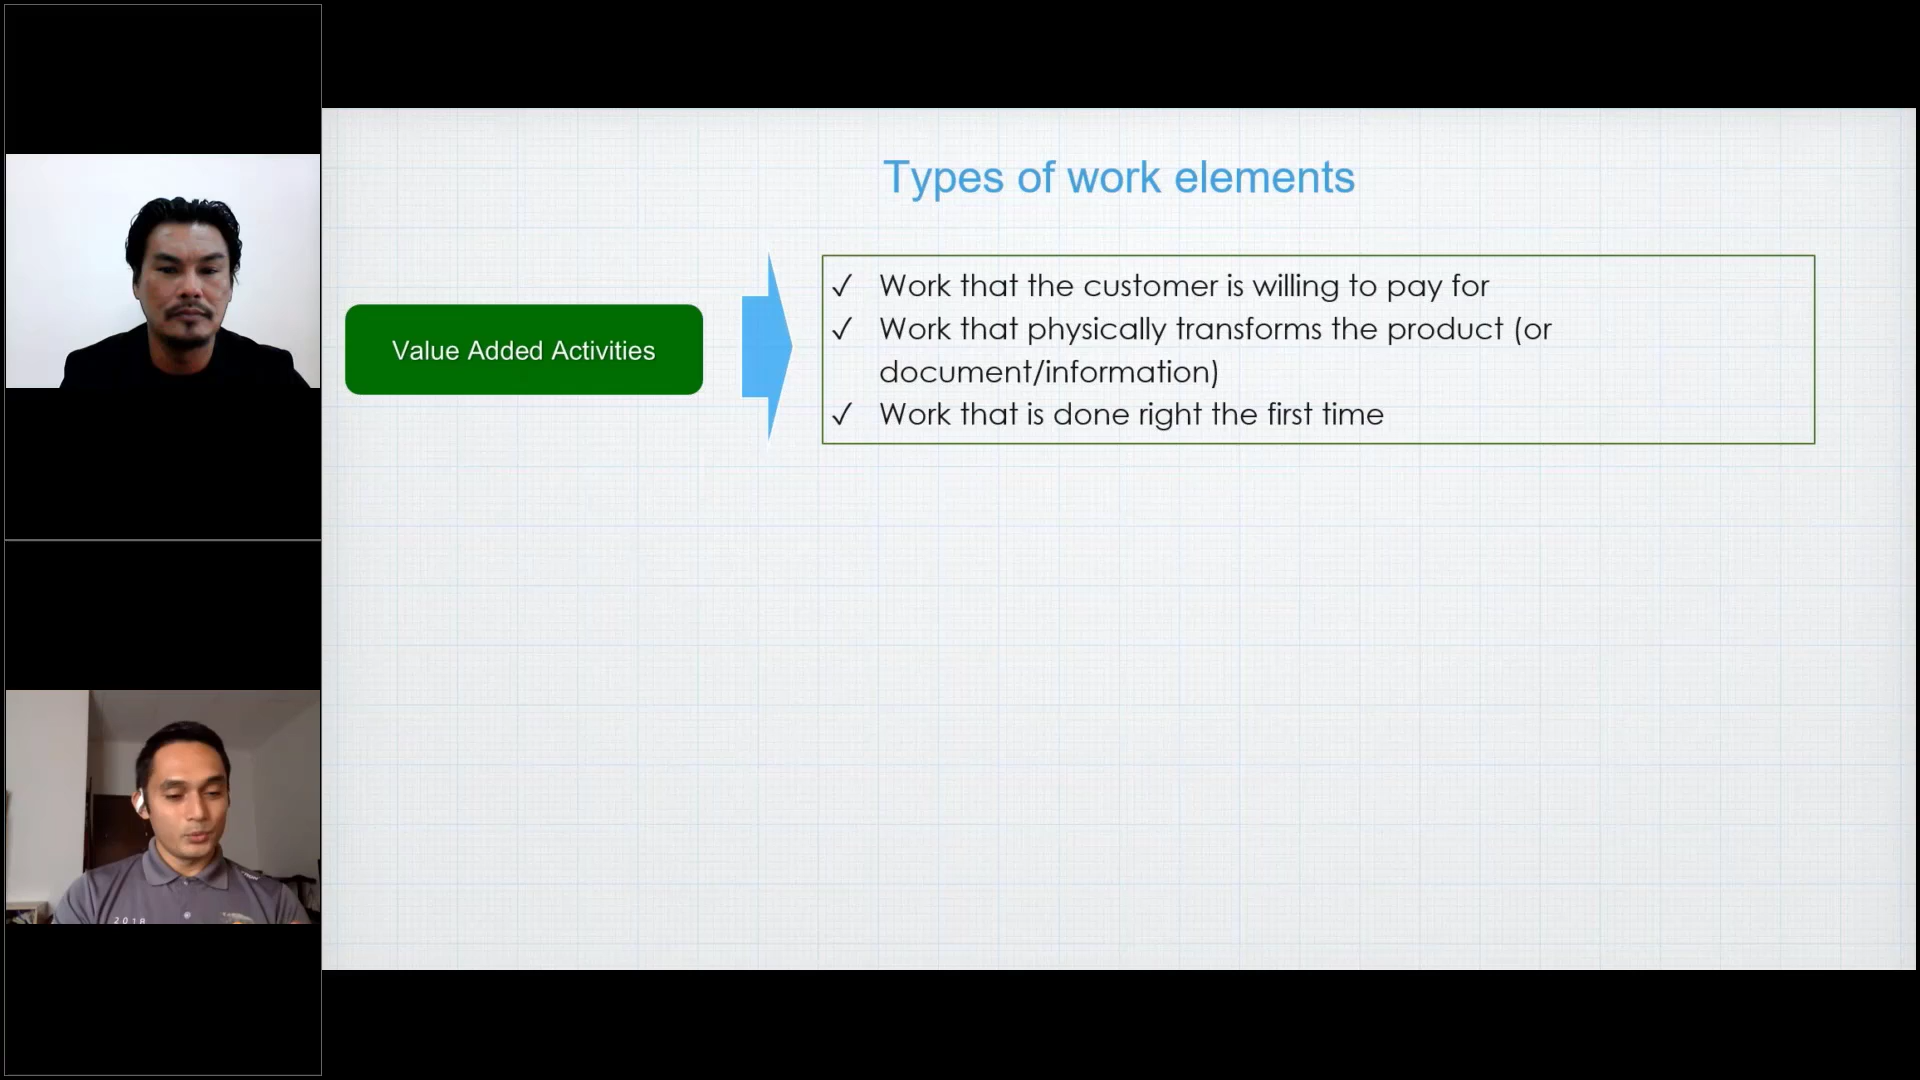 Types of work elements
Value Added Activities
✓ Work that the customer is willing to pay for
✓ Work that physically transforms the product (or
document/information)
✓ Work that is done right the first time
2018